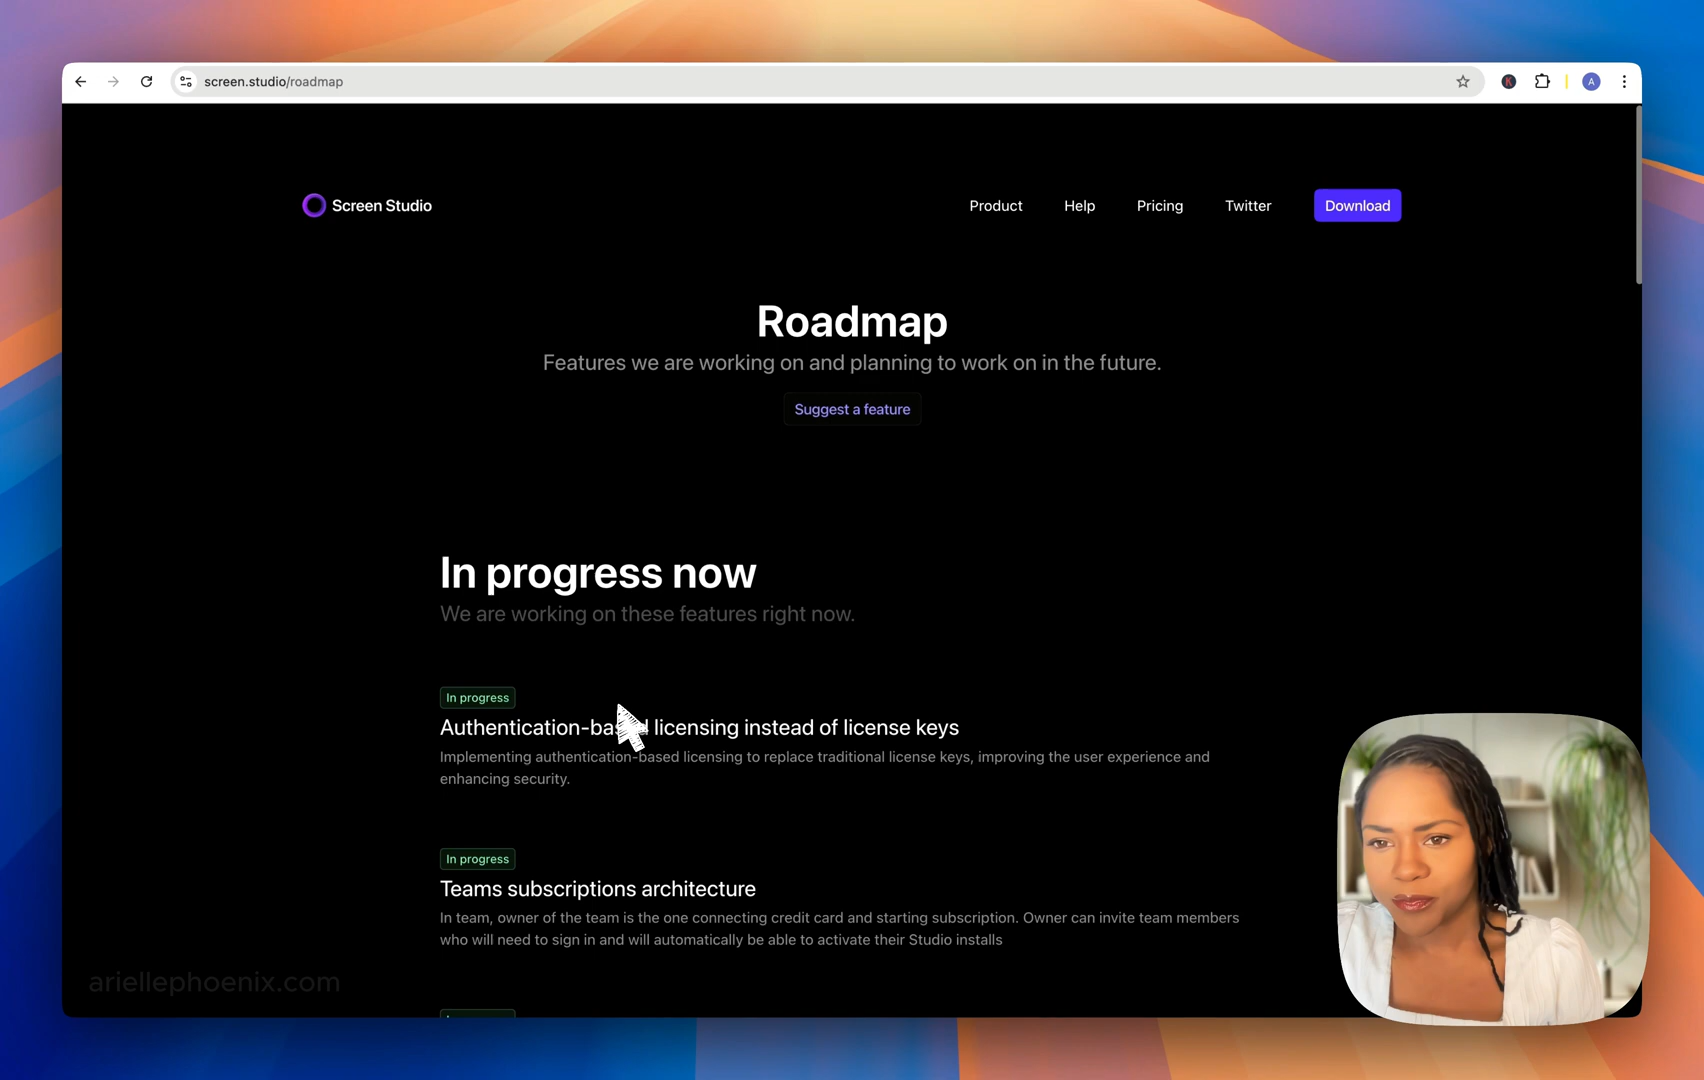 screen.studio/roadmap
K
A
Screen Studio
Product
Help
Pricing
Twitter
Download
Roadmap
Features we are working on and planning to work on in the future.
Suggest a feature
In progress now
We are working on these features right now.
In progress
Authentication-based licensing instead of license keys
Implementing authentication-based licensing to replace traditional license keys, improving the user experience and
enhancing security.
In progress
Teams subscriptions architecture
In team, owner of the team is the one connecting credit card and starting subscription. Owner can invite team members
who will need to sign in and will automatically be able to activate their Studio installs
ariellephoenix.com